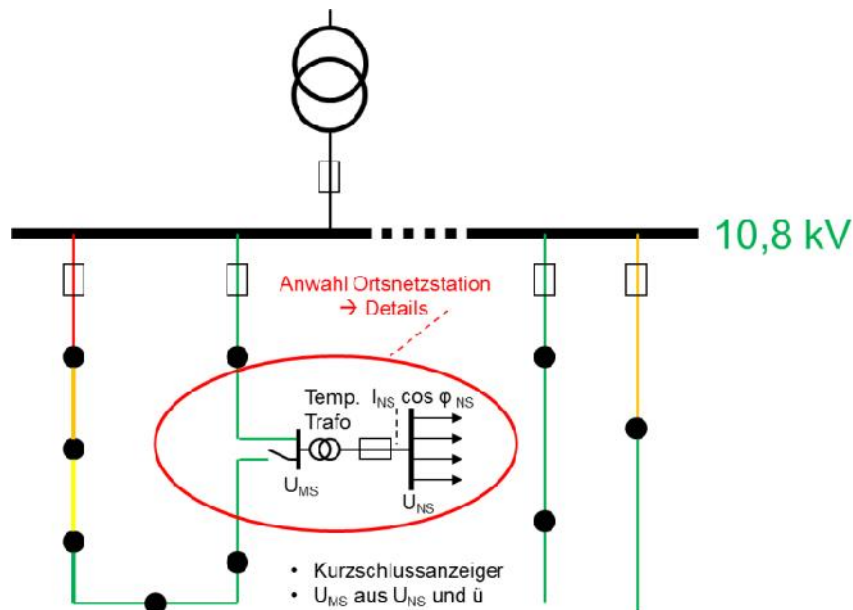 10,8 kV
Anwahl Ortsnetzstation
→ Details
Temp. I_NS cos φ_NS
Trafo
U_MS
U_NS
• Kurzschlussanzeiger
• U_MS aus U_NS und ü